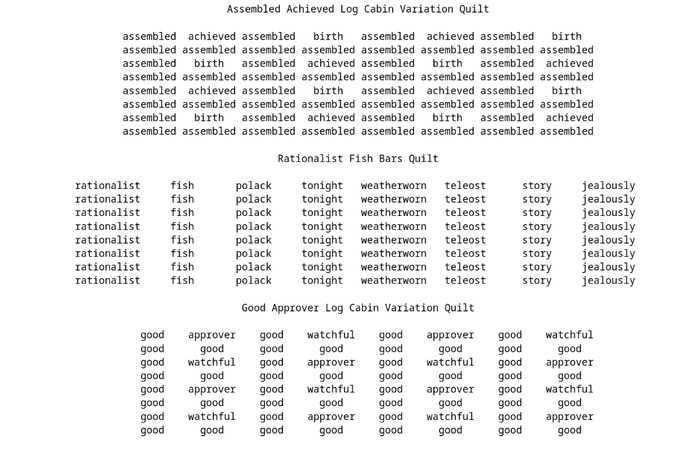 Assembled Achieved Log Cabin Variation Quilt
assembled achieved assembled birth assembled achieved assembled birth
assembled assembled assembled assembled assembled assembled assembled assembled
assembled birth assembled achieved assembled birth assembled achieved
assembled assembled assembled assembled assembled assembled assembled assembled
assembled achieved assembled birth assembled achieved assembled birth
assembled assembled assembled assembled assembled assembled assembled assembled
assembled birth assembled achieved assembled birth assembled achieved
assembled assembled assembled assembled assembled assembled assembled assembled
Rationalist Fish Bars Quilt
rationalist fish polack tonight weatherworn teleost story jealously
rationalist fish polack tonight weatherworn teleost story jealously
rationalist fish polack tonight weatherworn teleost story jealously
rationalist fish polack tonight weatherworn teleost story jealously
rationalist fish polack tonight weatherworn teleost story jealously
rationalist fish polack tonight weatherworn teleost story jealously
rationalist fish polack tonight weatherworn teleost story jealously
rationalist fish polack tonight weatherworn teleost story jealously
Good Approver Log Cabin Variation Quilt
good approver good watchful good approver good watchful
good good good good good good good good
good watchful good approver good watchful good approver
good good good good good good good good
good approver good watchful good approver good watchful
good good good good good good good good
good watchful good approver good watchful good approver
good good good good good good good good